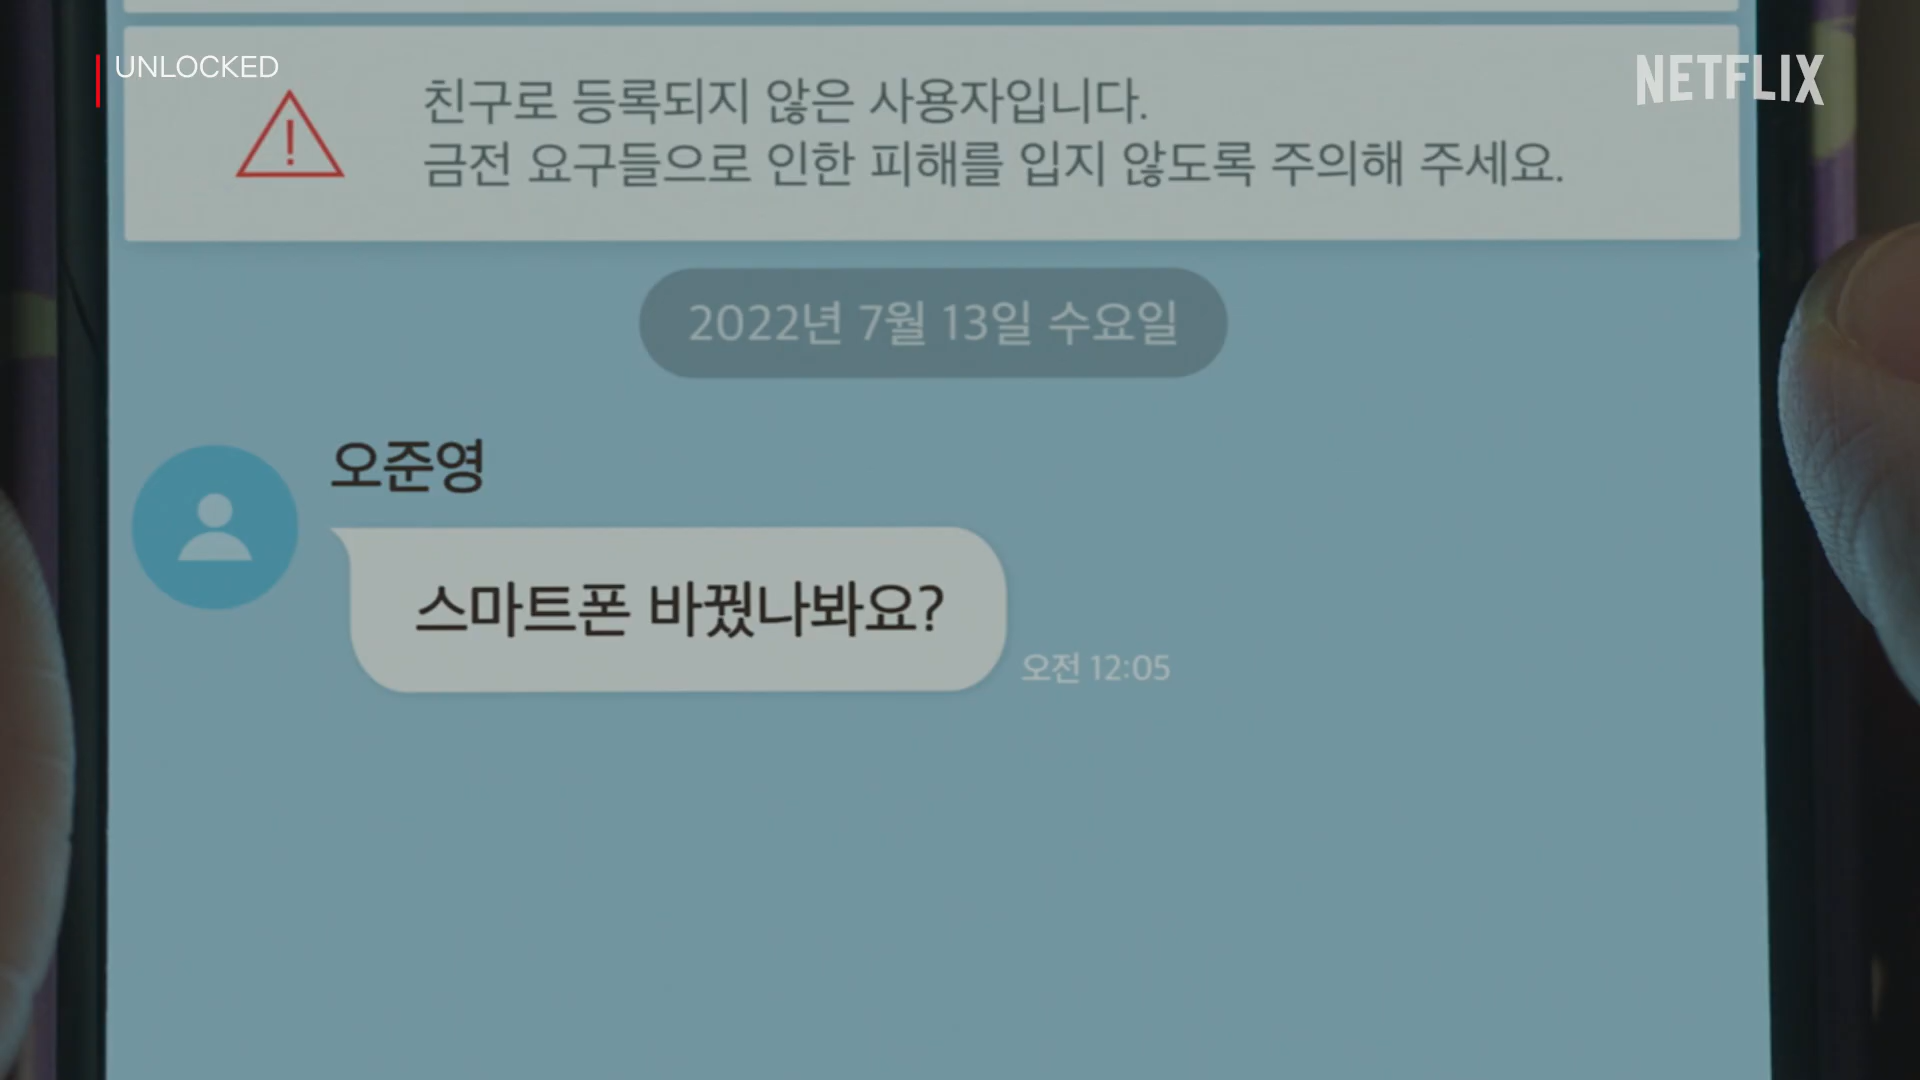 UNLOCKED
NETFLIX
친구로 등록되지 않은 사용자입니다.
금전 요구들으로 인한 피해를 입지 않도록 주의해 주세요.
2022년 7월 13일 수요일
오준영
스마트폰 바꿨나봐요?
오전 12:05